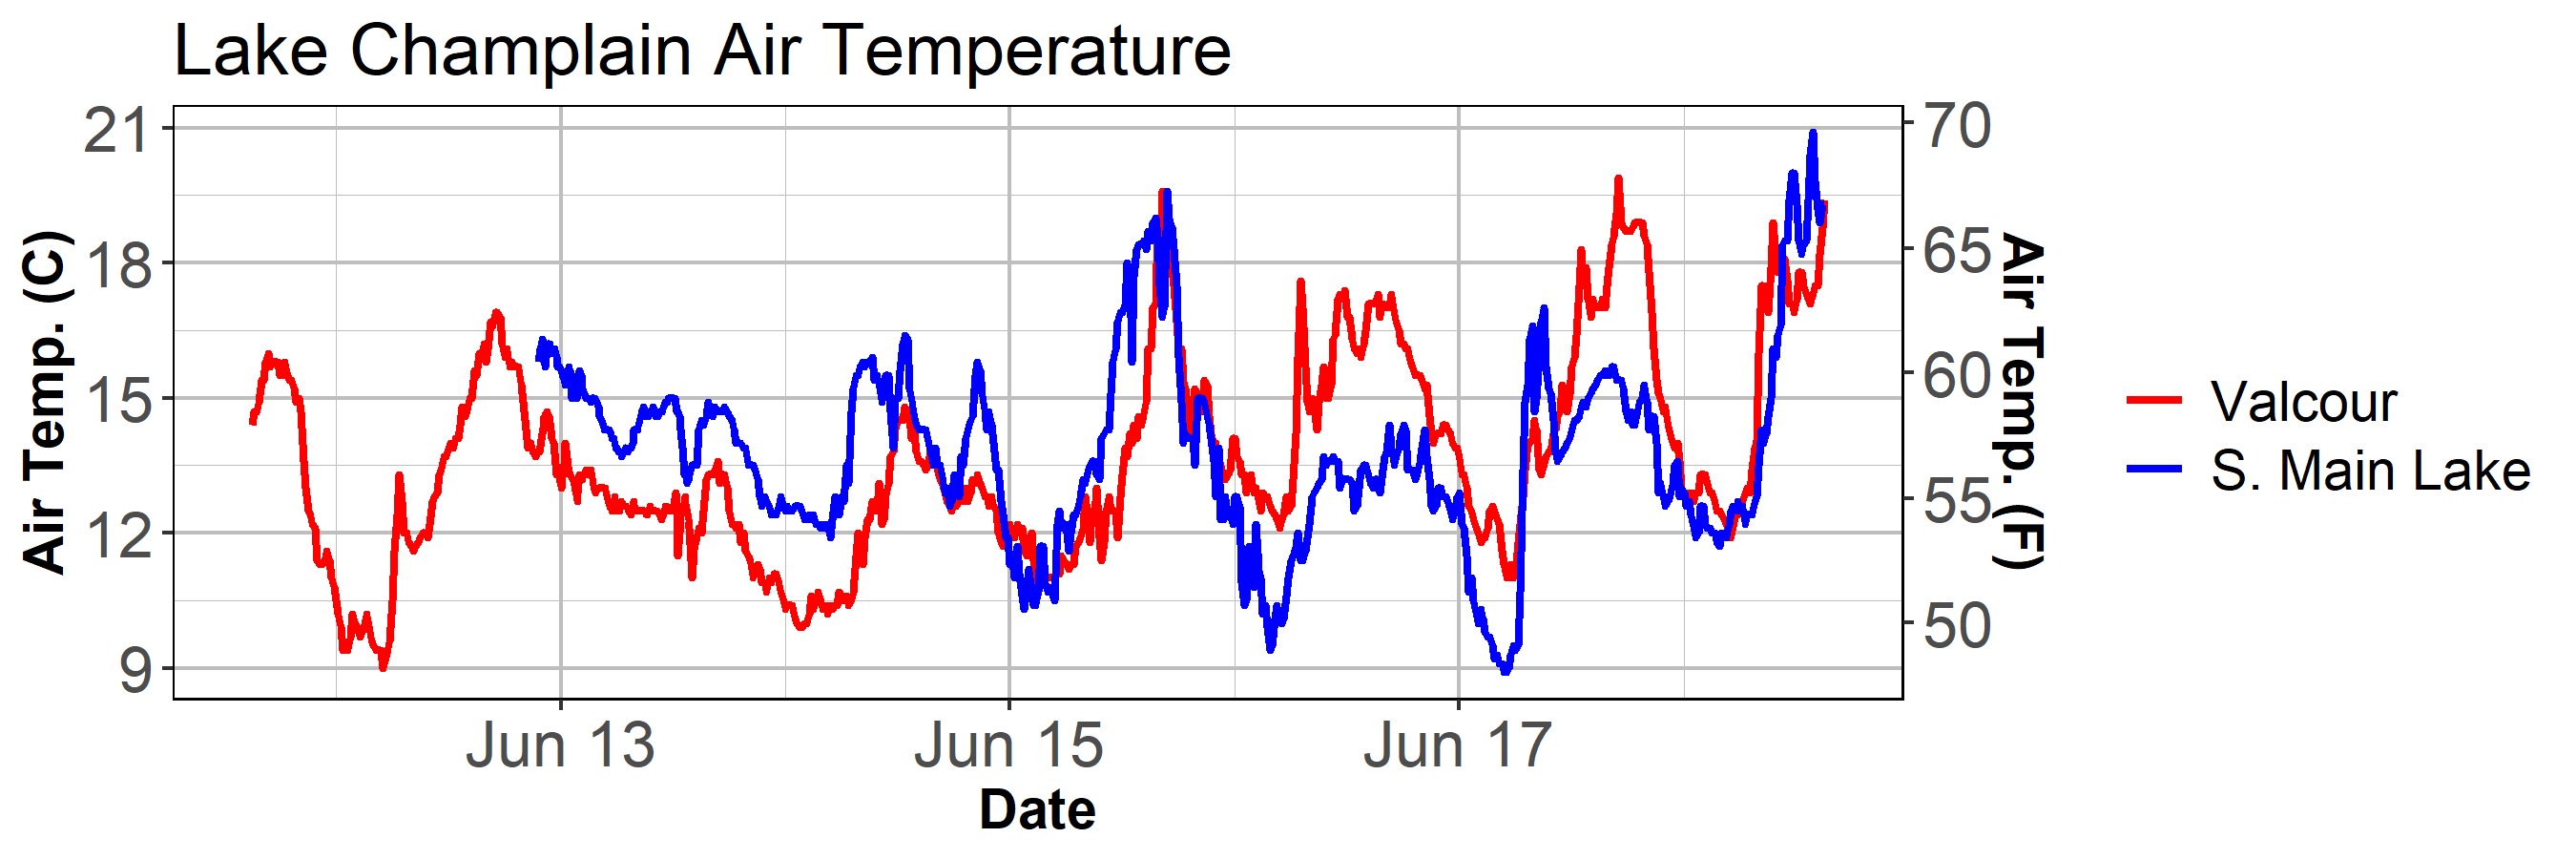 Lake Champlain Air Temperature
21
18
15
12
9
Air Temp. (C)
70
65
60
55
50
Air Temp. (F)
Jun 13
Jun 15
Jun 17
Date
Valcour
S. Main Lake